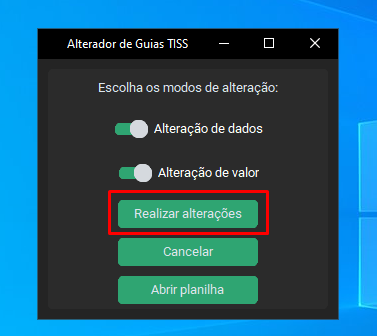 Alterador de Guias TISS
Escolha os modos de alteração:
Alteração de dados
Alteração de valor
Realizar alterações
Cancelar
Abrir planilha